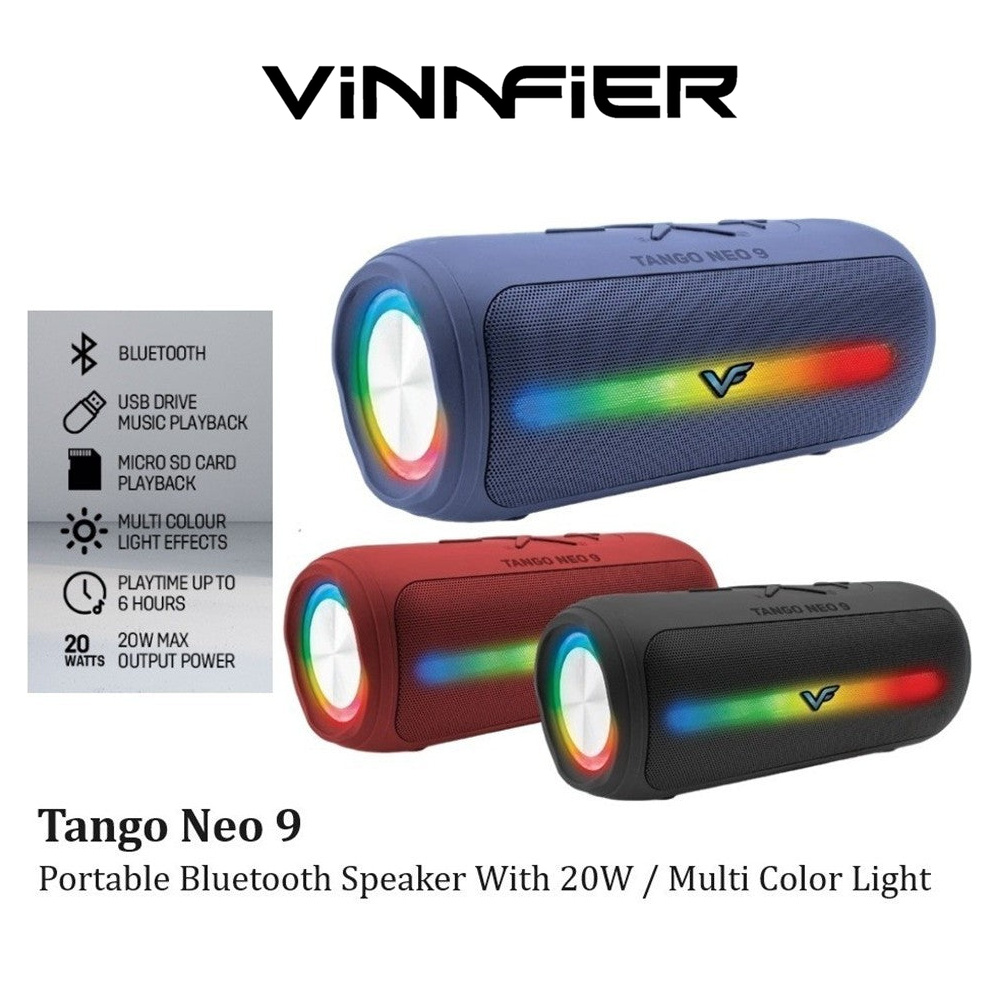 ViNNFiER
TANGO NEO 9
BLUETOOTH
USB DRIVE
MUSIC PLAYBACK
MICRO SD CARD
PLAYBACK
MULTI COLOUR
LIGHT EFFECTS
PLAYTIME UP TO
6 HOURS
20
WATTS
20W MAX
OUTPUT POWER
VF
TANGO NEO 9
TANGO NEO 9
VF
Tango Neo 9
Portable Bluetooth Speaker With 20W / Multi Color Light